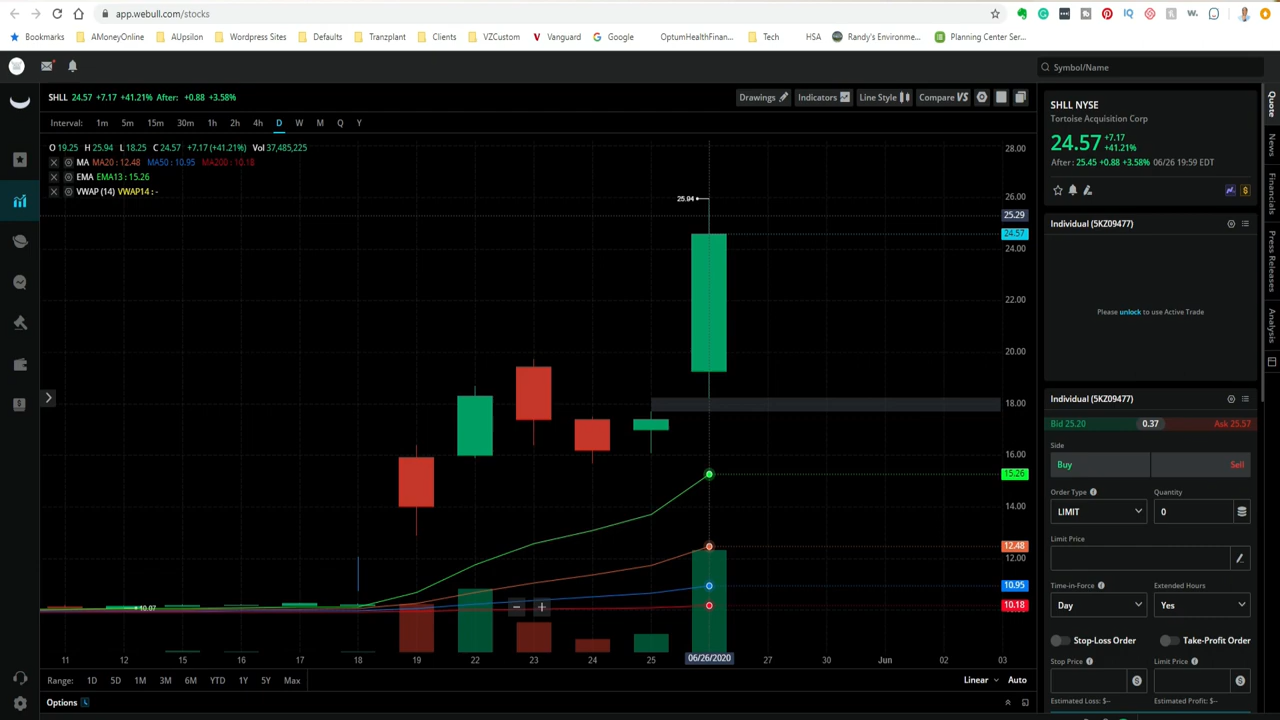 app.webull.com/stocks
Bookmarks AMoneyOnline AUpsilon Wordpress Sites Defaults Tranzplant Clients VZCustom Vanguard Google OptumHealthFinan... Tech HSA Randy's Environme... Planning Center Ser...
Symbol/Name
SHLL 24.57 +7.17 +41.21% After: +0.88 +3.58%
Drawings Indicators Line Style Compare VS
Interval: 1m 5m 15m 30m 1h 2h 4h D W M Q Y
O 19.25 H 25.94 L 18.25 C 24.57 +7.17 (+41.21%) Vol 37,485,225
MA MA20 : 12.48 MA50 : 10.95 MA200 : 10.18
EMA EMA13 : 15.26
VWAP (14) VWAP14 : -
25.94
10.07
28.00
26.00
25.29
24.57
24.00
22.00
20.00
18.00
16.00
15.26
14.00
12.48
12.00
10.95
10.18
11 12 15 16 17 18 19 22 23 24 25 06/26/2020 27 30 Jun 02 03
Range: 1D 5D 1M 3M 6M YTD 1Y 5Y Max
Linear Auto
Options
SHLL NYSE
Tortoise Acquisition Corp
24.57 +7.17
+41.21%
After : 25.45 +0.88 +3.58% 06/26 19:59 EDT
Individual (5KZ09477)
Please unlock to use Active Trade
Individual (5KZ09477)
Bid 25.20 0.37 Ask 25.57
Side
Buy Sell
Order Type Quantity
LIMIT 0
Limit Price
Time-in-Force Extended Hours
Day Yes
Stop-Loss Order Take-Profit Order
Stop Price Limit Price
Estimated Loss: $-- Estimated Profit: $--
Quote
News
Financials
Press Releases
Analysis